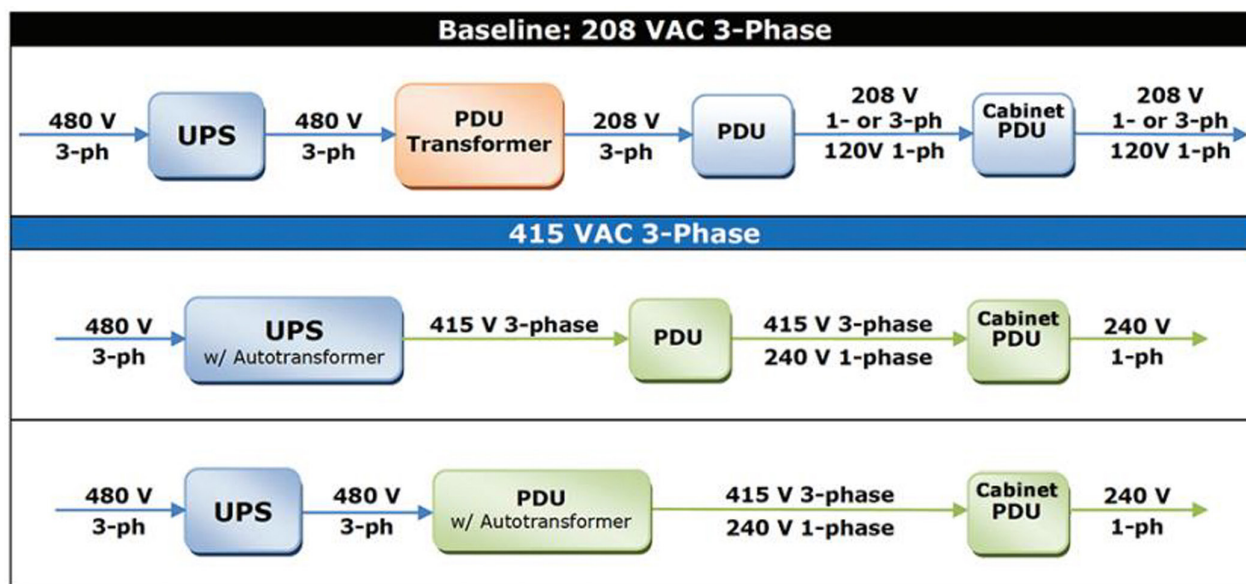 Baseline: 208 VAC 3-Phase
480 V
3-ph
UPS
480 V
3-ph
PDU
Transformer
208 V
3-ph
PDU
208 V
1- or 3-ph
120V 1-ph
Cabinet
PDU
208 V
1- or 3-ph
120V 1-ph
415 VAC 3-Phase
480 V
3-ph
UPS
w/ Autotransformer
415 V 3-phase
PDU
415 V 3-phase
240 V 1-phase
Cabinet
PDU
240 V
1-ph
480 V
3-ph
UPS
480 V
3-ph
PDU
w/ Autotransformer
415 V 3-phase
240 V 1-phase
Cabinet
PDU
240 V
1-ph